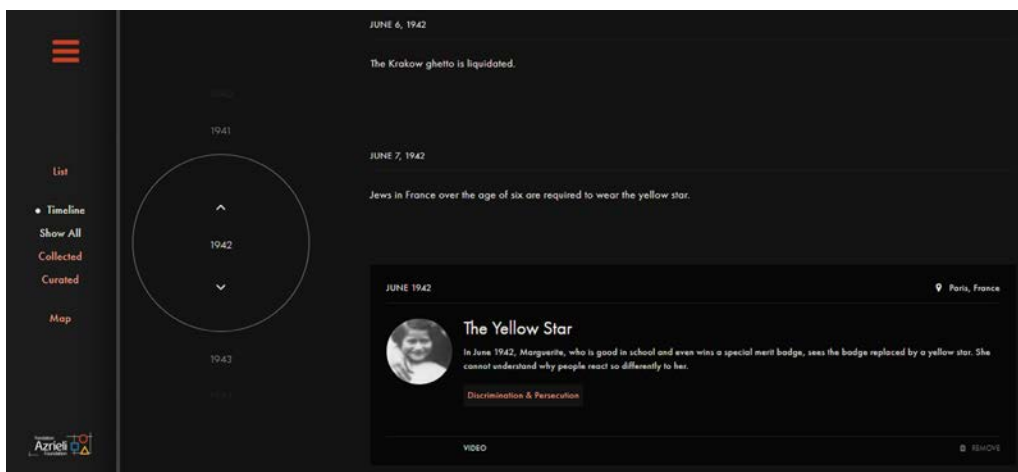 List
Timeline
Show All
Collected
Curated
Map
Azrieli
Foundation
1941
1942
1943
JUNE 6, 1942
The Krakow ghetto is liquidated.
JUNE 7, 1942
Jews in France over the age of six are required to wear the yellow star.
JUNE 1942
Paris, France
The Yellow Star
In June 1942, Marguerite, who is good in school and even wins a special merit badge, sees the badge replaced by a yellow star. She
cannot understand why people react so differently to her.
Discrimination & Persecution
VIDEO
REMOVE